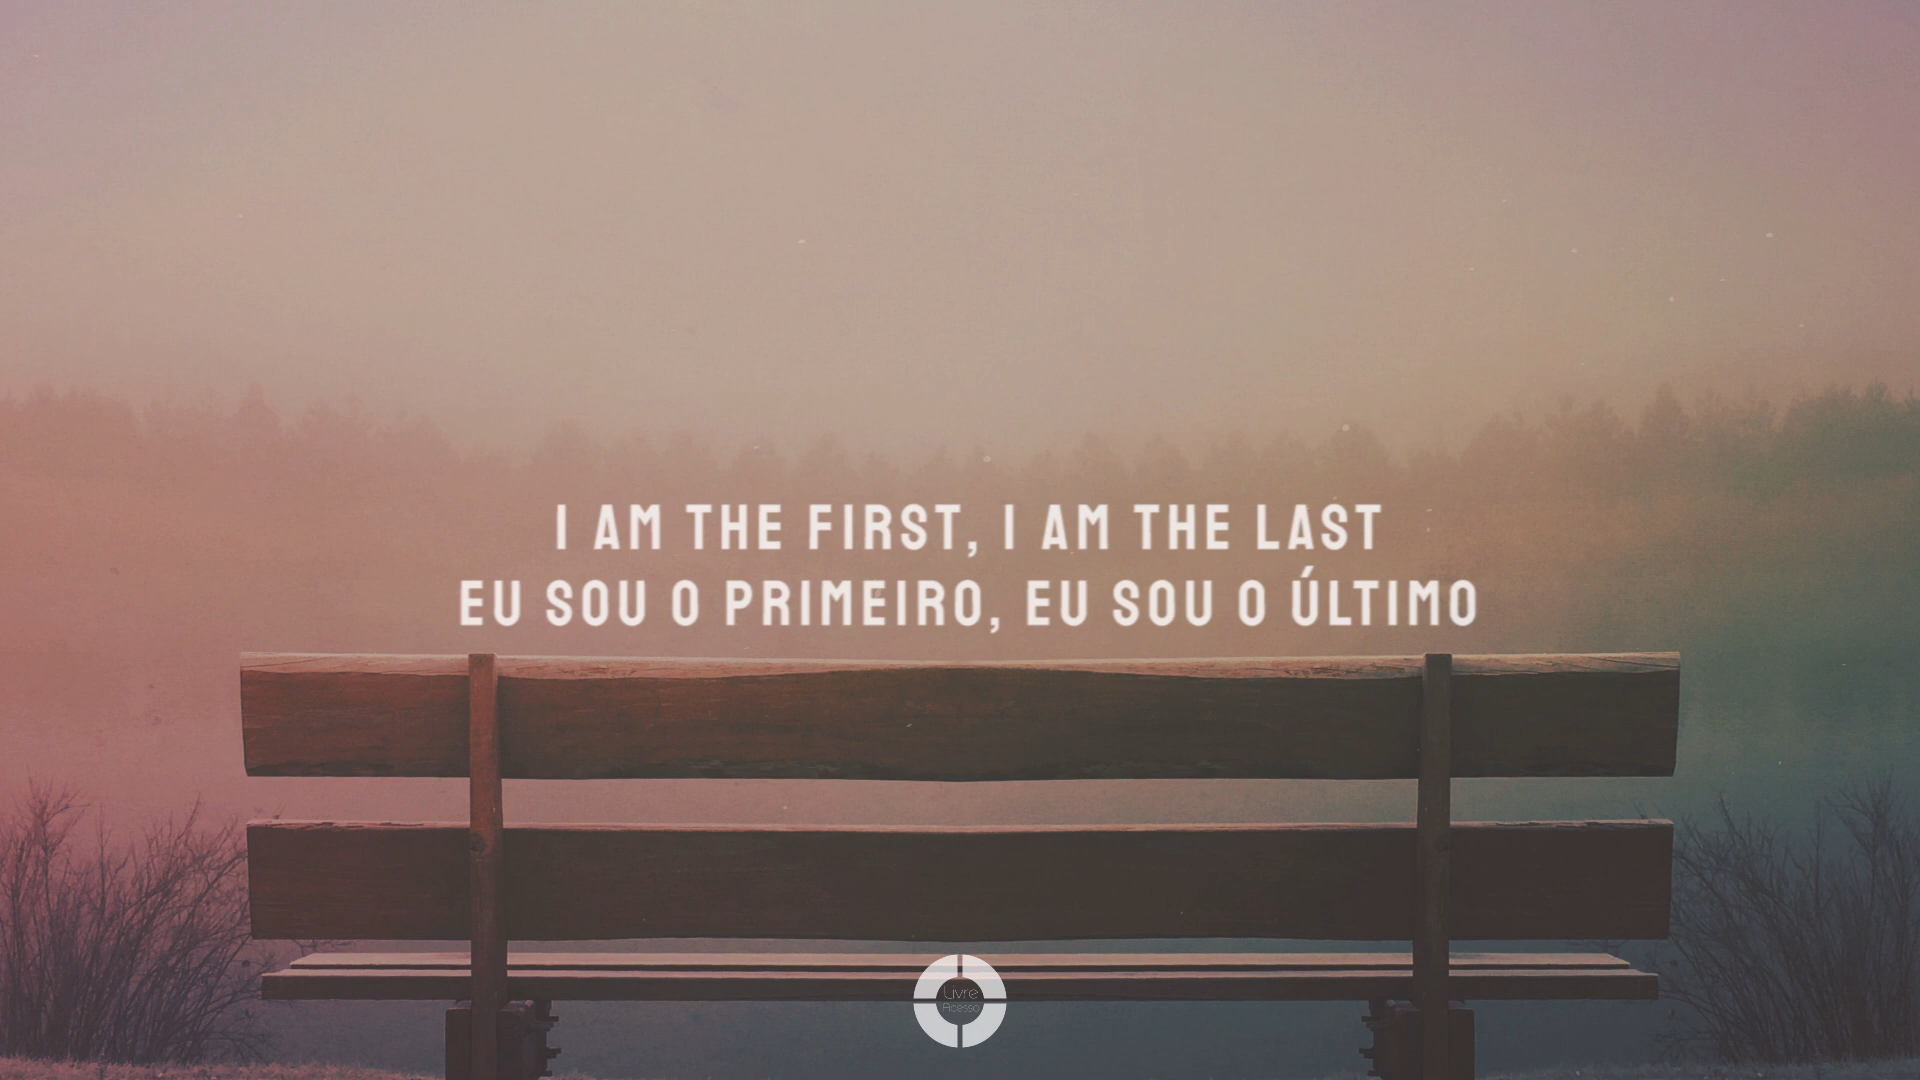 I AM THE FIRST, I AM THE LAST
EU SOU O PRIMEIRO, EU SOU O ÚLTIMO
Livre
Acesso